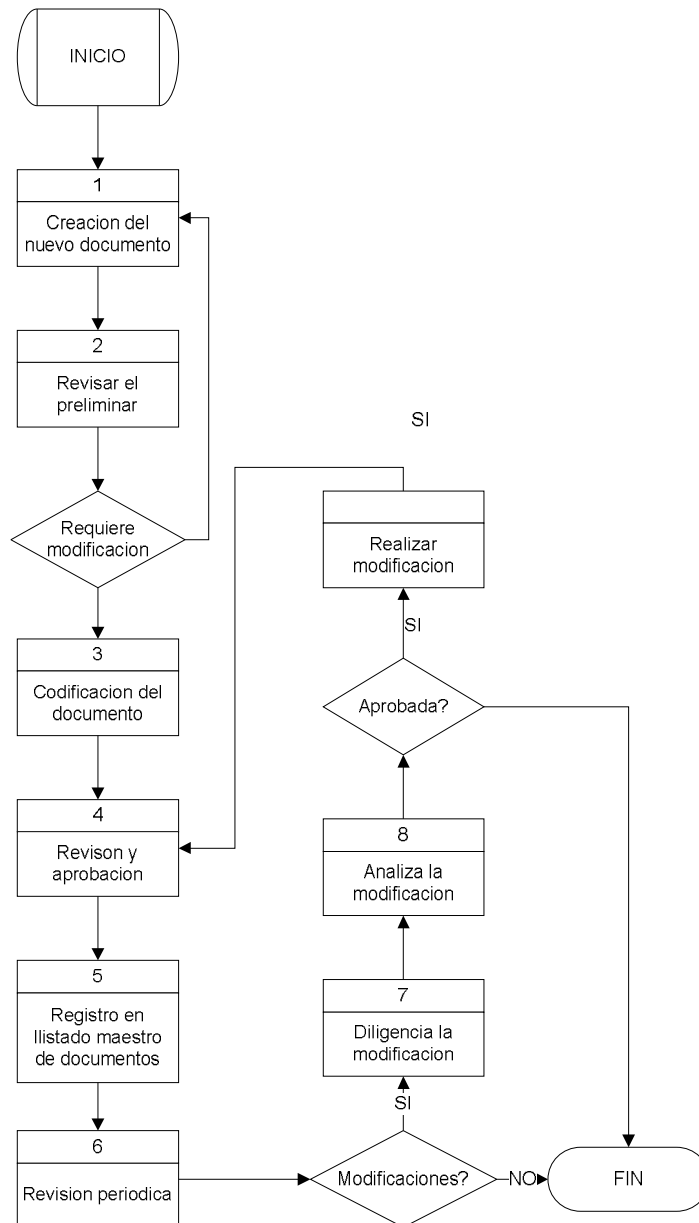 INICIO
1
Creacion del
nuevo documento
2
Revisar el
preliminar
Requiere
modificacion
3
Codificacion del
documento
4
Revison y
aprobacion
5
Registro en
llistado maestro
de documentos
6
Revision periodica
SI
Realizar
modificacion
SI
Aprobada?
8
Analiza la
modificacion
7
Diligencia la
modificacion
SI
Modificaciones?
NO
FIN